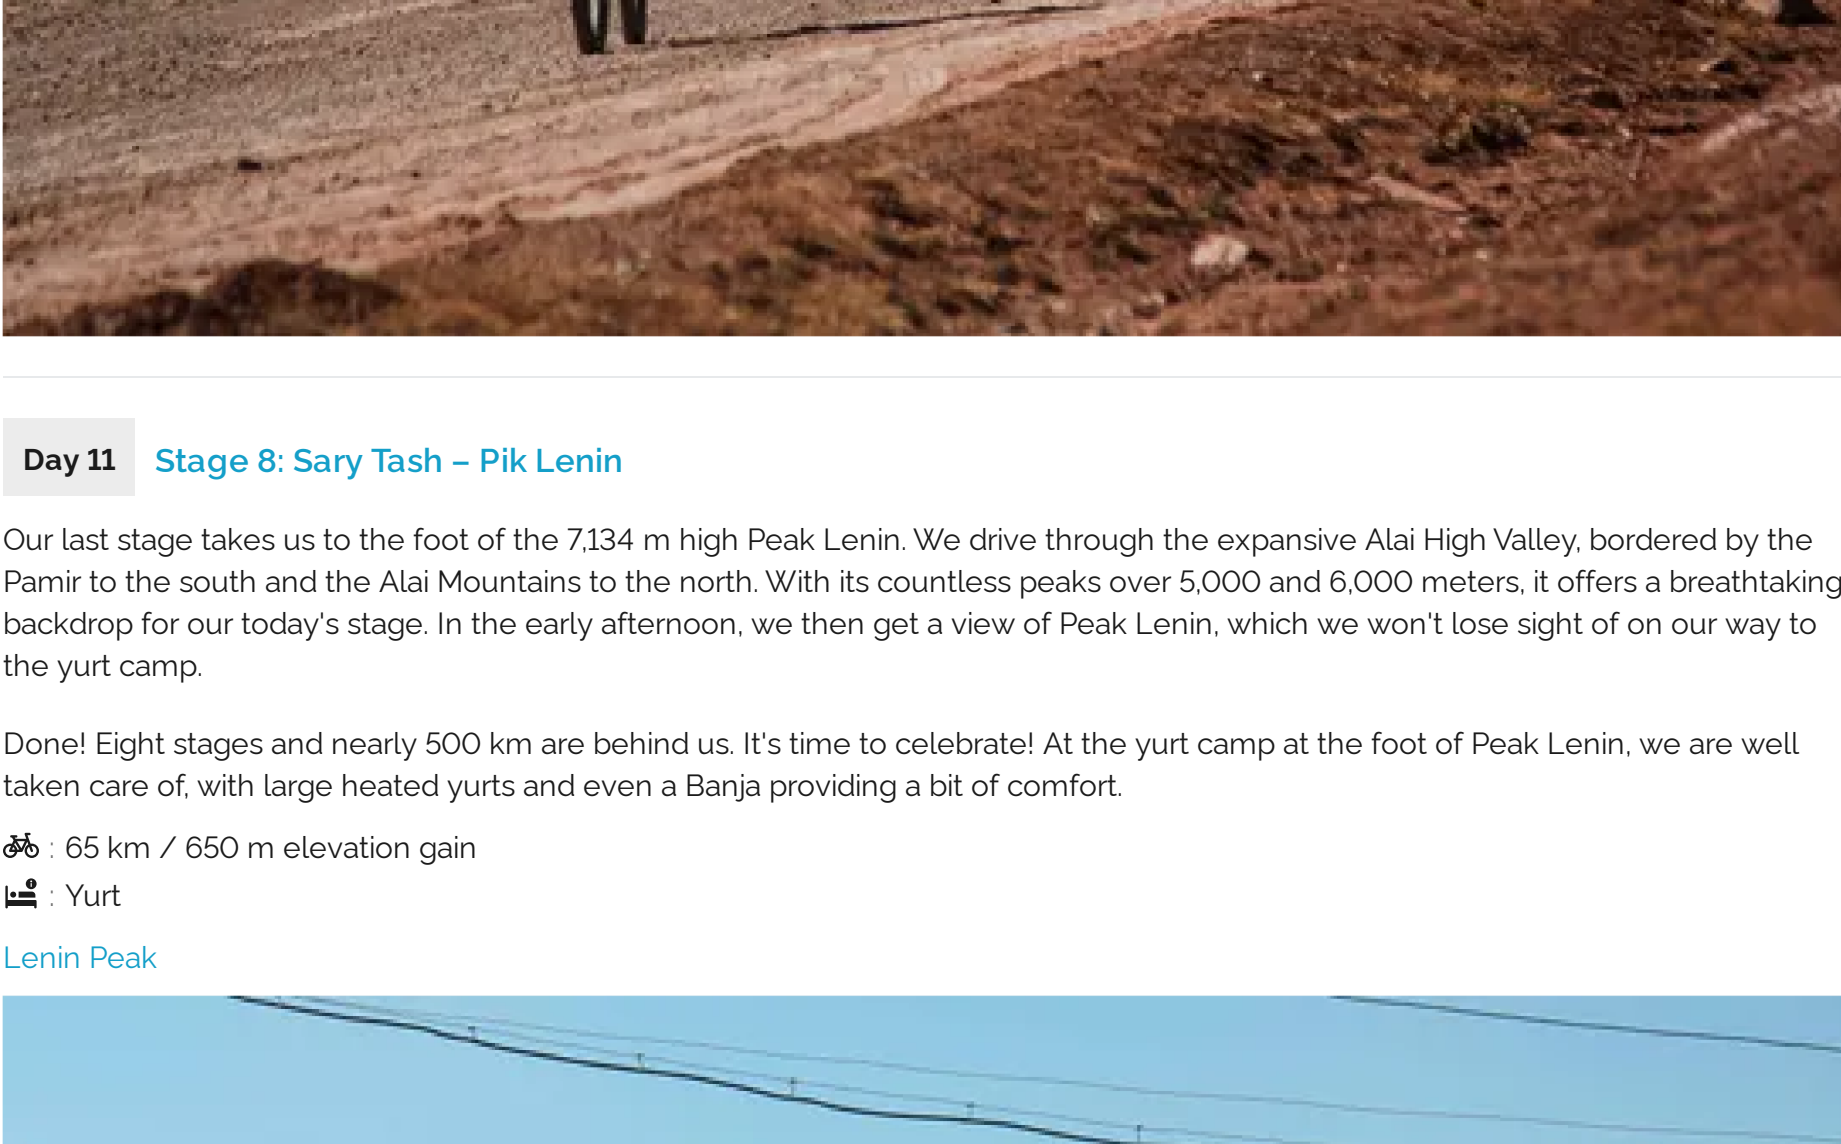 Day 11
Stage 8: Sary Tash – Pik Lenin
Our last stage takes us to the foot of the 7,134 m high Peak Lenin. We drive through the expansive Alai High Valley, bordered by the
Pamir to the south and the Alai Mountains to the north. With its countless peaks over 5,000 and 6,000 meters, it offers a breathtaking
backdrop for our today's stage. In the early afternoon, we then get a view of Peak Lenin, which we won't lose sight of on our way to
the yurt camp.
Done! Eight stages and nearly 500 km are behind us. It's time to celebrate! At the yurt camp at the foot of Peak Lenin, we are well
taken care of, with large heated yurts and even a Banja providing a bit of comfort.
: 65 km / 650 m elevation gain
: Yurt
Lenin Peak